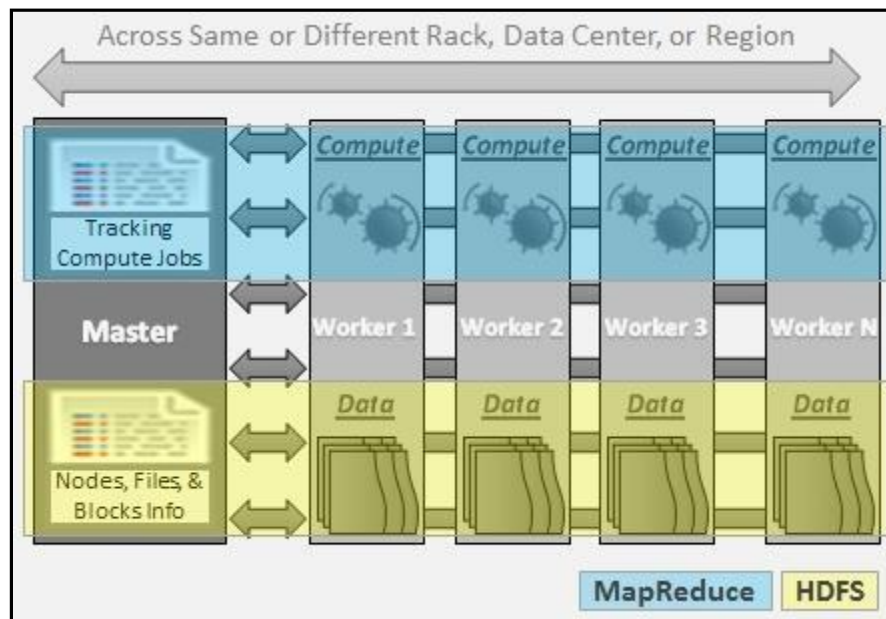 Across Same or Different Rack, Data Center, or Region
Compute Compute Compute Compute
Tracking
Compute Jobs
Master Worker 1 Worker 2 Worker 3 Worker N
Data Data Data Data
Nodes, Files, &
Blocks Info
MapReduce HDFS